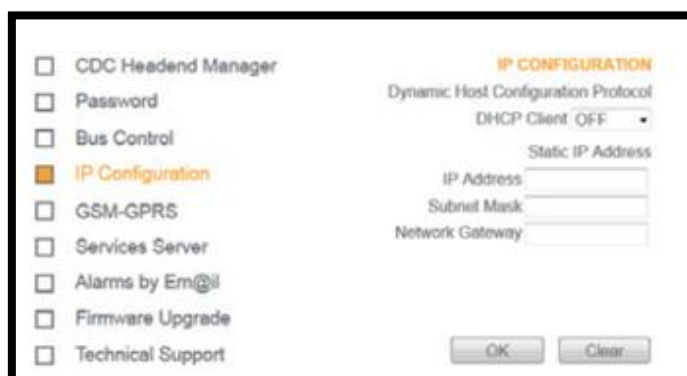 CDC Headend Manager
Password
Bus Control
IP Configuration
GSM-GPRS
Services Server
Alarms by Em@il
Firmware Upgrade
Technical Support
IP CONFIGURATION
Dynamic Host Configuration Protocol
DHCP Client OFF
Static IP Address
IP Address
Subnet Mask
Network Gateway
OK Clear